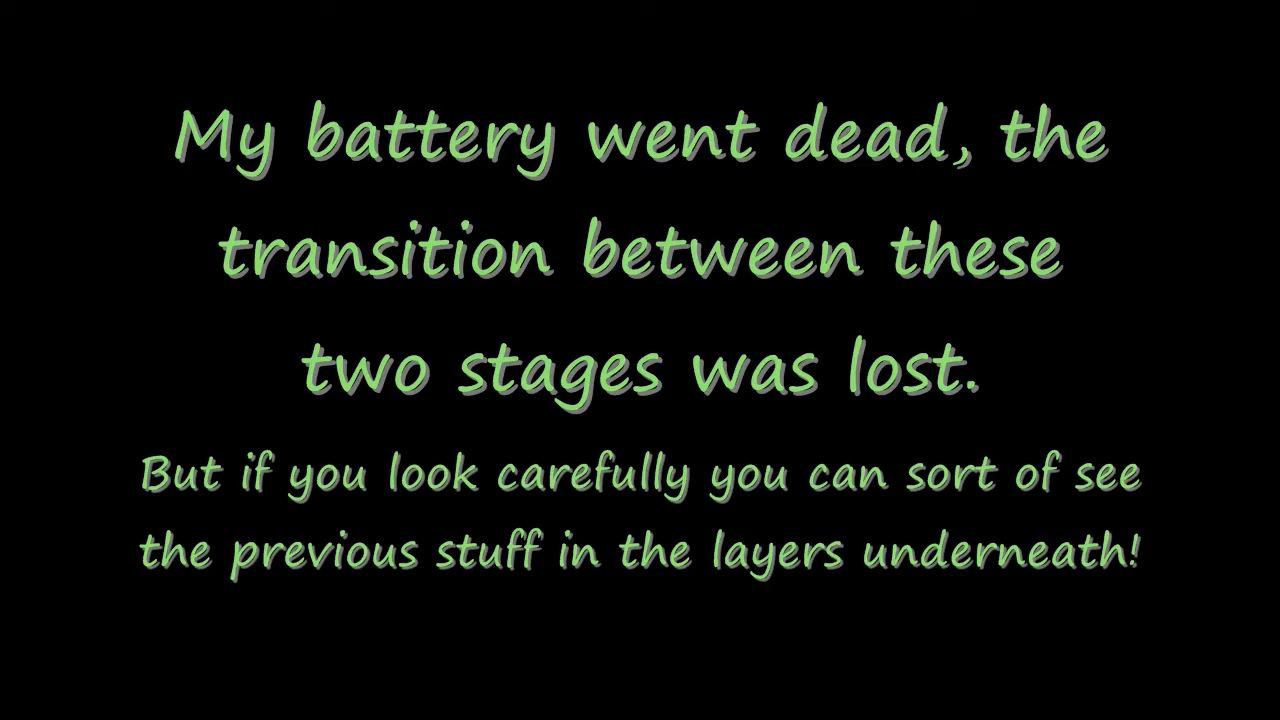 My battery went dead, the
transition between these
two stages was lost.
But if you look carefully you can sort of see
the previous stuff in the layers underneath!